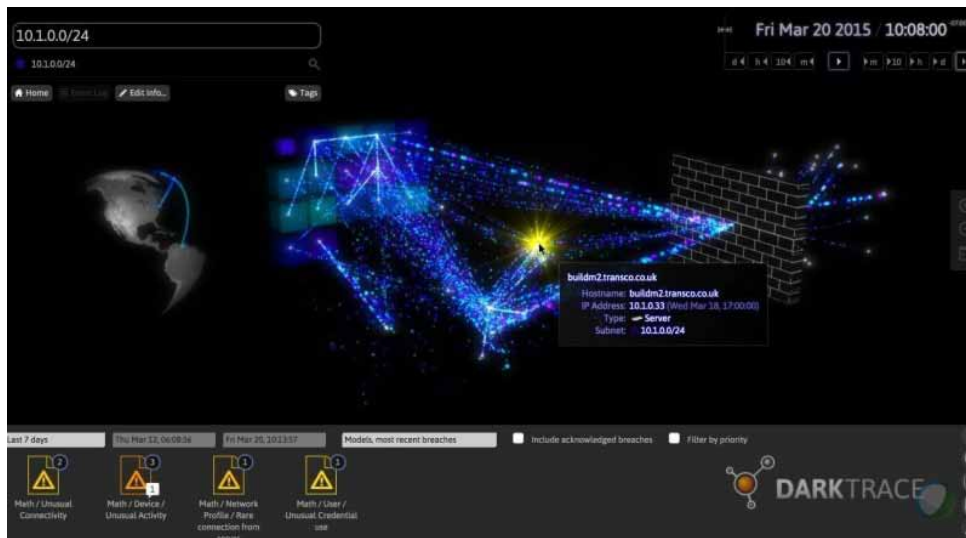 10.1.0.0/24
Fri Mar 20 2015 / 10:08:00
10.1.0.0/24
d h 10 m m 10 h d
Home
Edit Info...
Tags
buildm2.transco.co.uk
Hostname: buildm2.transco.co.uk
IP Address: 10.1.0.33 (Wed Mar 18, 17:00:00)
Type: Server
Subnet: 10.1.0.0/24
Last 7 days
Thu Mar 12, 06:08:36
Fri Mar 20, 10:13:57
Models, most recent breaches
Include acknowledged breaches
Filter by priority
2
3
1
1
1
Math / Unusual
Connectivity
Math / Device /
Unusual Activity
Math / Network
Profile / Rare
connection from
Math / User /
Unusual Credential
use
DARKTRACE